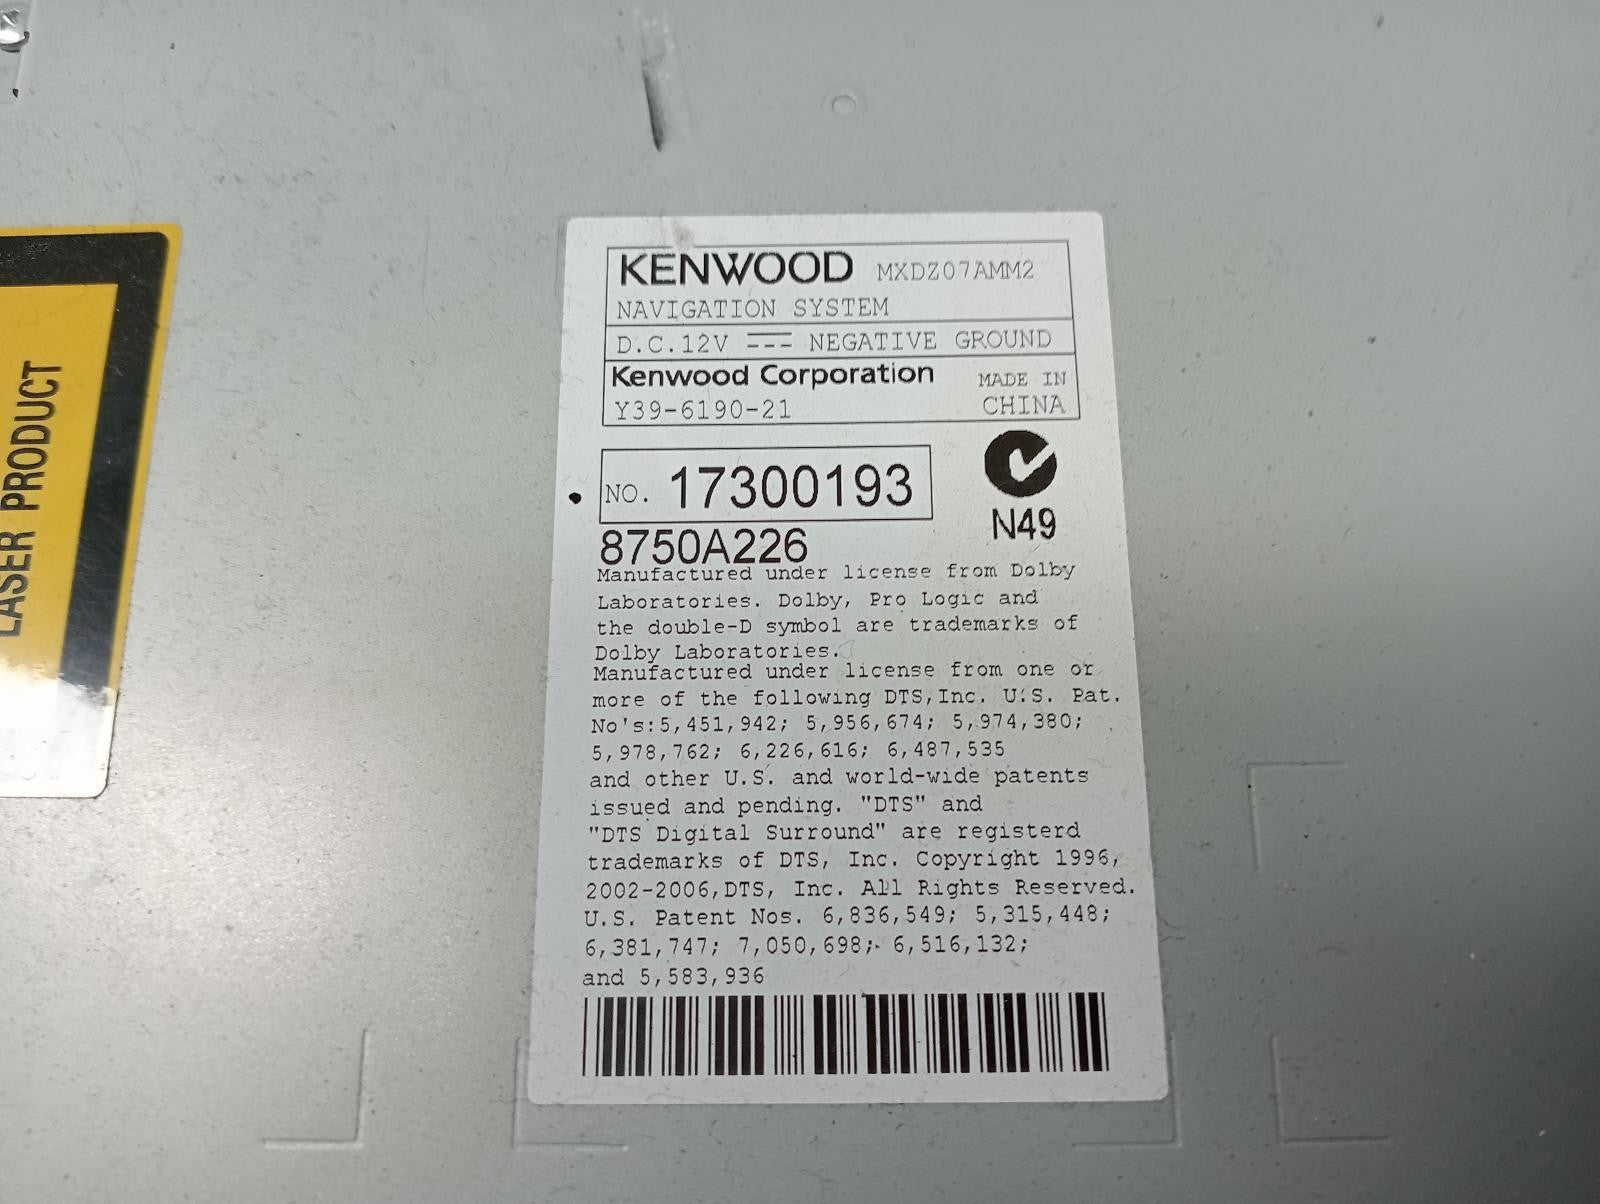 LASER PRODUCT
KENWOOD MXDZ07AMM2
NAVIGATION SYSTEM
D.C.12V NEGATIVE GROUND
Kenwood Corporation MADE IN
Y39-6190-21 CHINA
NO. 17300193
N49
8750A226
Manufactured under license from Dolby
Laboratories. Dolby, Pro Logic and
the double-D symbol are trademarks of
Dolby Laboratories.
Manufactured under license from one or
more of the following DTS,Inc. U.S. Pat.
No's:5,451,942; 5,956,674; 5,974,380;
5,978,762; 6,226,616; 6,487,535
and other U.S. and world-wide patents
issued and pending. "DTS" and
"DTS Digital Surround" are registerd
trademarks of DTS, Inc. Copyright 1996,
2002-2006,DTS, Inc. All Rights Reserved.
U.S. Patent Nos. 6,836,549; 5,315,448;
6,381,747; 7,050,698; 6,516,132;
and 5,583,936